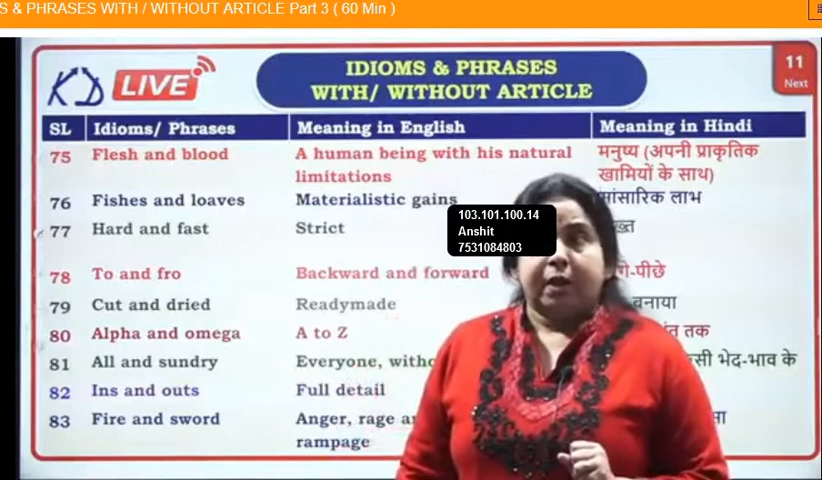 S & PHRASES WITH / WITHOUT ARTICLE Part 3 ( 60 Min )
KD LIVE
IDIOMS & PHRASES
WITH/ WITHOUT ARTICLE
11
Next
SL Idioms/ Phrases Meaning in English Meaning in Hindi
75 Flesh and blood A human being with his natural मनुष्य (अपनी प्राकृतिक
limitations खामियों के साथ)
76 Fishes and loaves Materialistic gains सांसारिक लाभ
103.101.100.14
77 Hard and fast Strict
Anshit
7531084803
78 To and fro Backward and forward गे-पीछे
79 Cut and dried Readymade बनाया
80 Alpha and omega A to Z तक
81 All and sundry Everyone, witho सी भेद-भाव के
82 Ins and outs Full detail
83 Fire and sword Anger, rage a
rampage